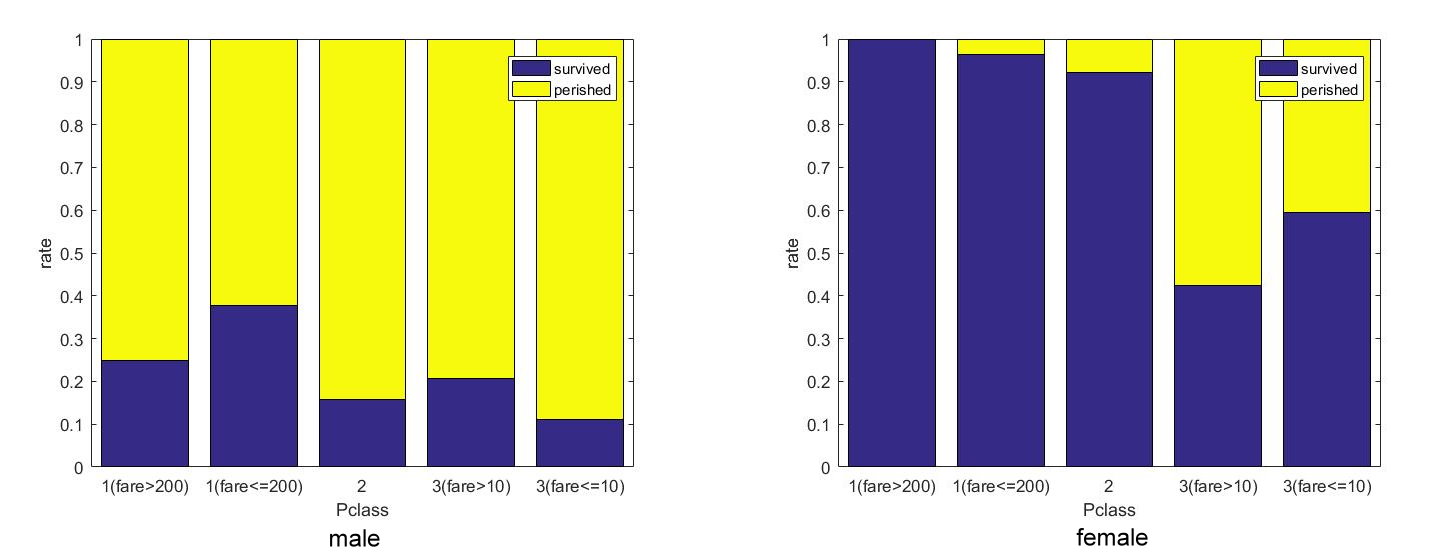 1
0.9
0.8
0.7
0.6
0.5
0.4
0.3
0.2
0.1
0
rate
survived
perished
1(fare>200) 1(fare<=200) 2 3(fare>10) 3(fare<=10)
Pclass
male
1
0.9
0.8
0.7
0.6
0.5
0.4
0.3
0.2
0.1
0
rate
survived
perished
1(fare>200) 1(fare<=200) 2 3(fare>10) 3(fare<=10)
Pclass
female